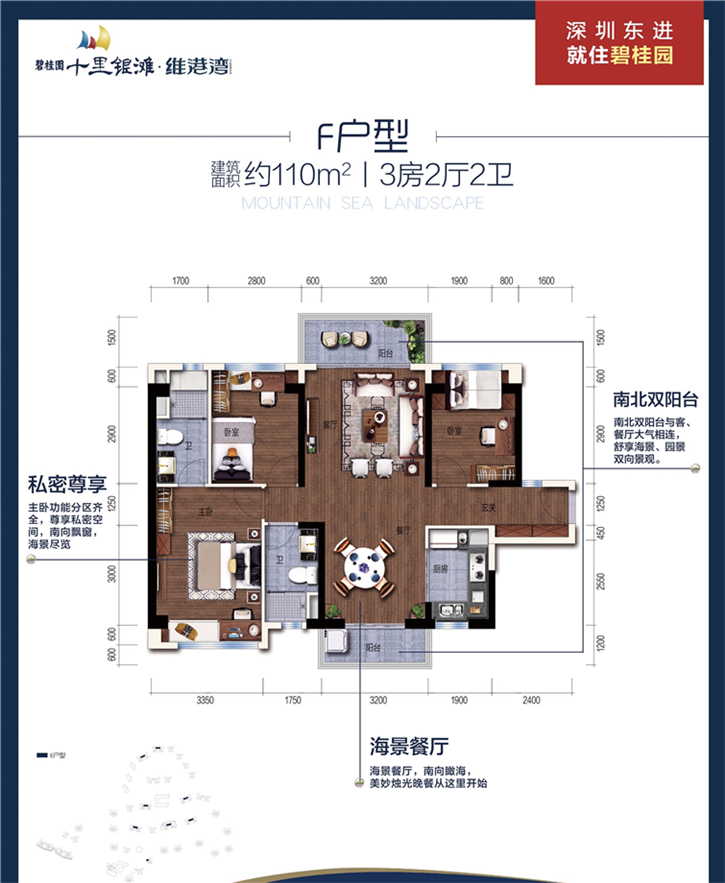 碧桂园 十里银滩·维港湾
深圳东进
就住碧桂园
F户型
建筑面积 约110m²丨3房2厅2卫
MOUNTAIN SEA LANDSCAPE
1700 2800 600 3200 1900 800 1600
1500 600 2900 1250 3000 600 600
1500 600 2900 1250 450 2550 1200
阳台
客厅
卧室
卧室
卫
主卧
玄关
餐厅
卫
厨房
阳台
3350 1750 3200 1900 2400
南北双阳台
南北双阳台与客、
餐厅大气相连，
舒享海景、园景
双向景观。
私密尊享
主卧功能分区齐
全，尊享私密空
间，南向飘窗，
海景尽览
海景餐厅
海景餐厅，南向瞰海，
美妙烛光晚餐从这里开始
F户型